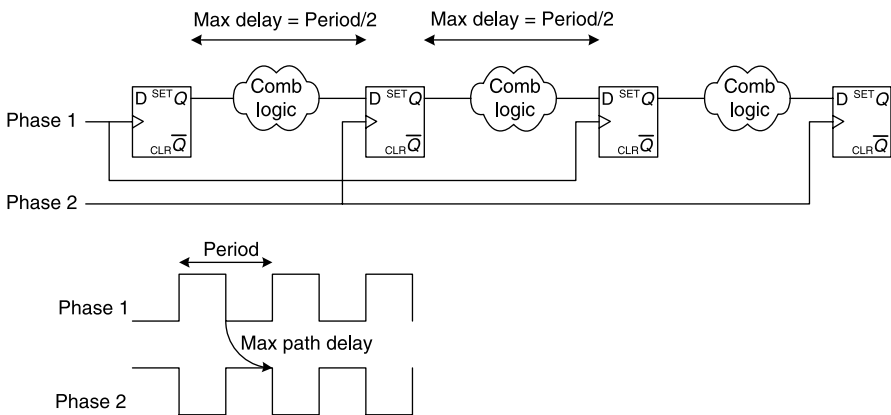 Max delay = Period/2 Max delay = Period/2
D SET Q Comb logic D SET Q Comb logic D SET Q Comb logic D SET Q
Phase 1
CLR Q̅ CLR Q̅ CLR Q̅ CLR Q̅
Phase 2
Period
Phase 1
Max path delay
Phase 2